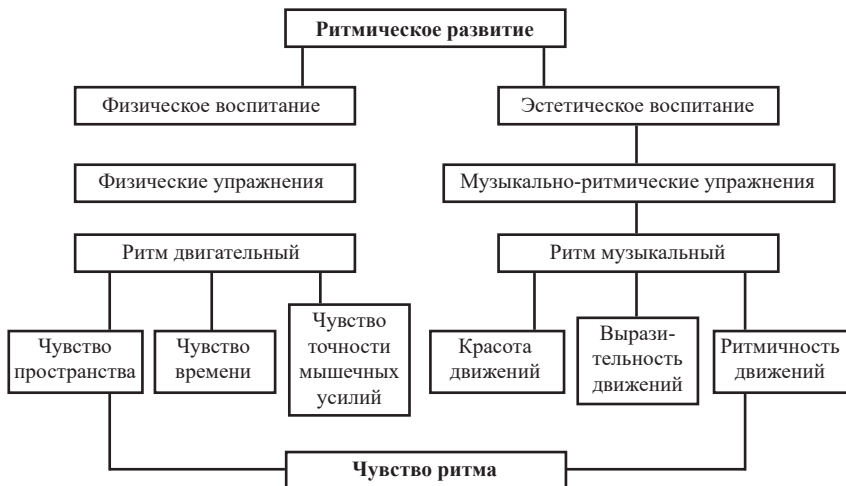 Ритмическое развитие
Физическое воспитание
Эстетическое воспитание
Физические упражнения
Музыкально-ритмические упражнения
Ритм двигательный
Ритм музыкальный
Чувство
пространства
Чувство
времени
Чувство
точности
мышечных
усилий
Красота
движений
Вырази-
тельность
движений
Ритмичность
движений
Чувство ритма